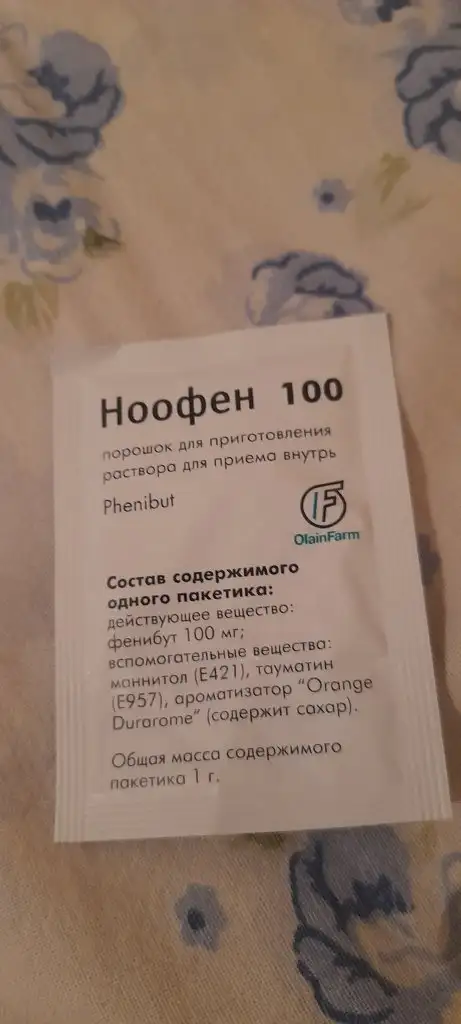 Ноофен 100
порошок для приготовления
раствора для приема внутрь
Phenibut
OlainFarm
Состав содержимого
одного пакетика:
действующее вещество:
фенибут 100 мг;
вспомогательные вещества:
маннитол (Е421), тауматин
(Е957), ароматизатор "Orange
Durarome" (содержит сахар).
Общая масса содержимого
пакетика 1 г.